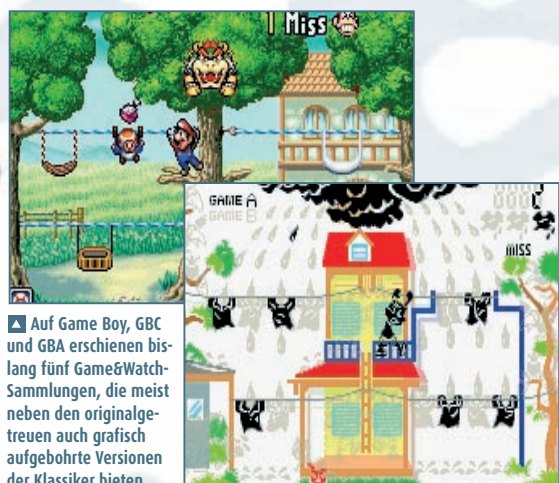 1 Miss
GAME A
GAME B
MISS
Auf Game Boy, GBC
und GBA erschienen bis-
lang fünf Game&Watch-
Sammlungen, die meist
neben den originalge-
treuen auch grafisch
aufgebohrte Versionen
der Klassiker bieten.